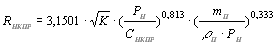 R_НКПР = 3,1501 · √K · (P_Н / C_НКПР)^0,813 · (m_П / ρ_П · P_Н)^0,333